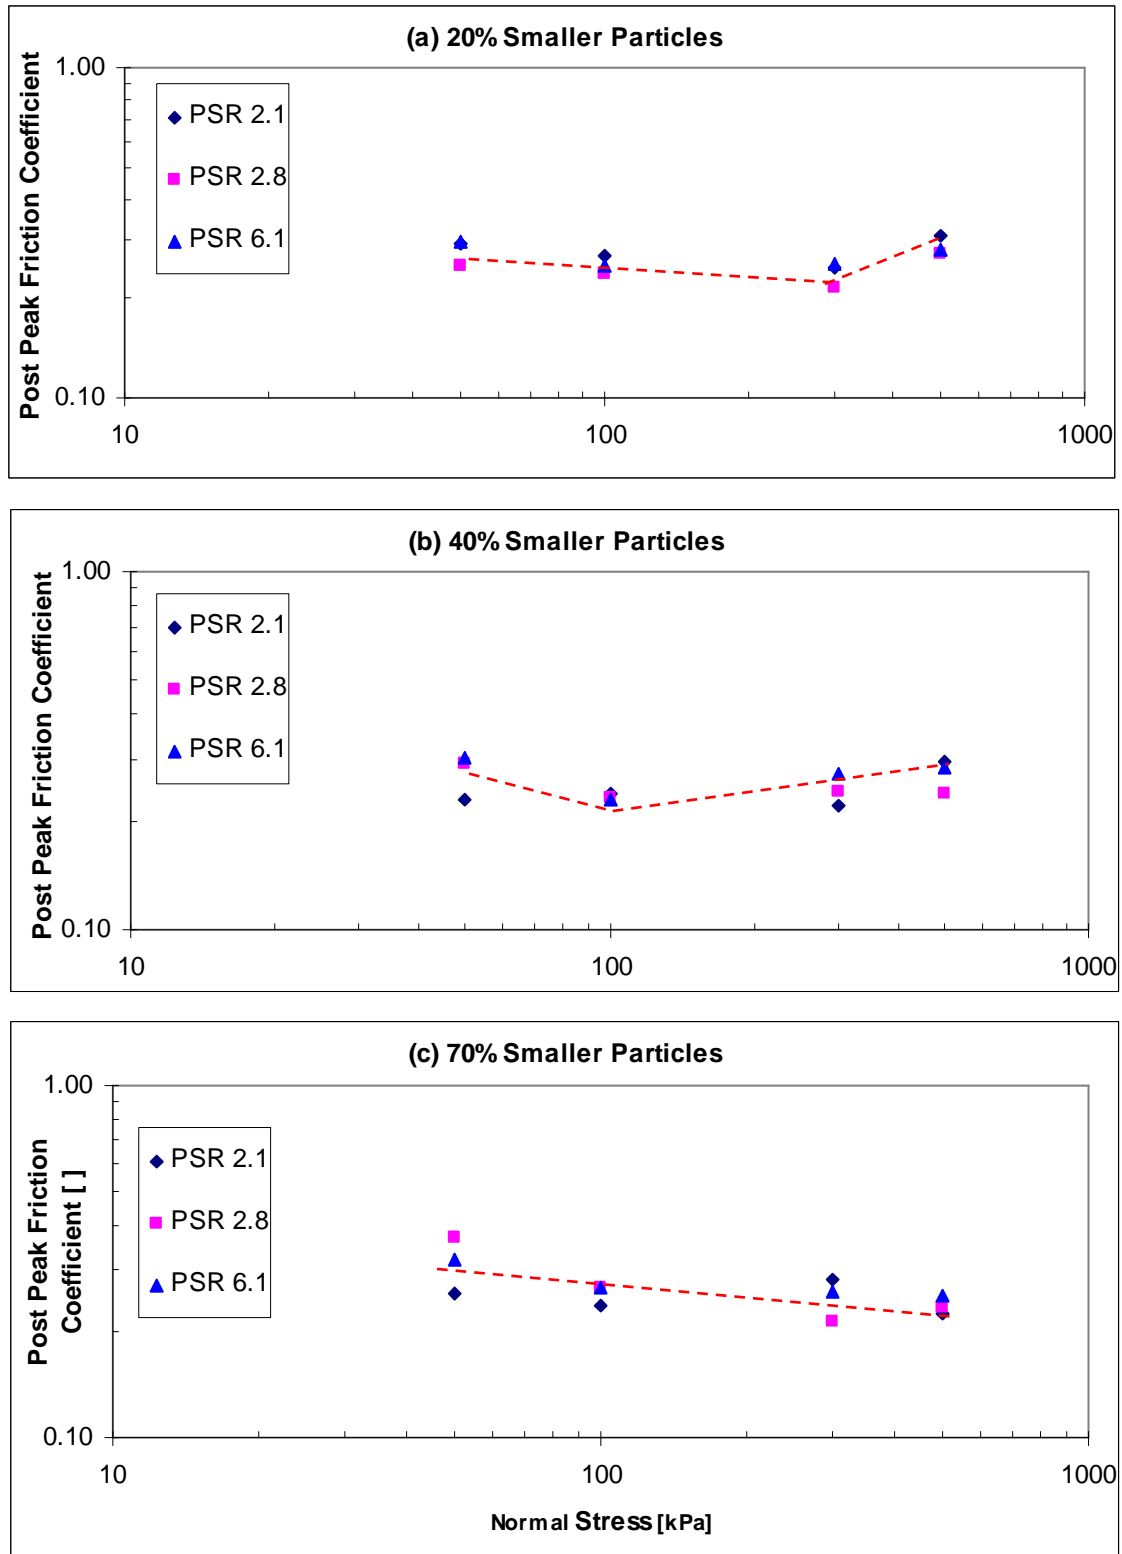 (a) 20% Smaller Particles
Post Peak Friction Coefficient
1.00
PSR 2.1
PSR 2.8
PSR 6.1
0.10
10 100 1000
(b) 40% Smaller Particles
Post Peak Friction Coefficient
1.00
PSR 2.1
PSR 2.8
PSR 6.1
0.10
10 100 1000
(c) 70% Smaller Particles
Post Peak Friction
Coefficient [ ]
1.00
PSR 2.1
PSR 2.8
PSR 6.1
0.10
10 100 1000
Normal Stress [kPa]